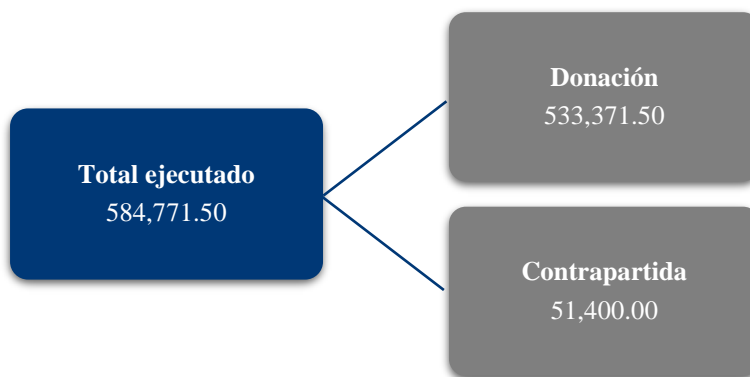 Total ejecutado
584,771.50
Donación
533,371.50
Contrapartida
51,400.00